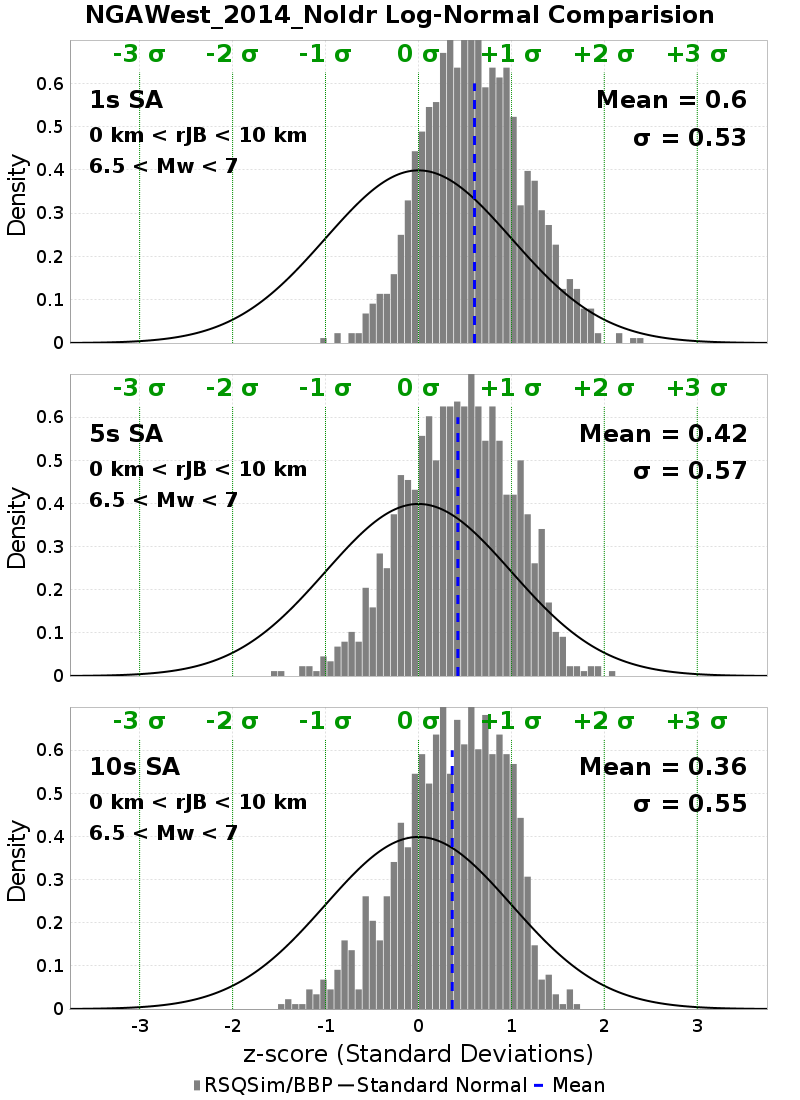 NGAWest_2014_NoIdr Log-Normal Comparision
-3 σ -2 σ -1 σ 0 σ +1 σ +2 σ +3 σ
1s SA
0 km < rJB < 10 km
6.5 < Mw < 7
Mean = 0.6
σ = 0.53
0.6
0.5
0.4
0.3
0.2
0.1
0
Density
-3 σ -2 σ -1 σ 0 σ +1 σ +2 σ +3 σ
5s SA
0 km < rJB < 10 km
6.5 < Mw < 7
Mean = 0.42
σ = 0.57
0.6
0.5
0.4
0.3
0.2
0.1
0
Density
-3 σ -2 σ -1 σ 0 σ +1 σ +2 σ +3 σ
10s SA
0 km < rJB < 10 km
6.5 < Mw < 7
Mean = 0.36
σ = 0.55
0.6
0.5
0.4
0.3
0.2
0.1
0
Density
-3 -2 -1 0 1 2 3
z-score (Standard Deviations)
RSQSim/BBP Standard Normal Mean